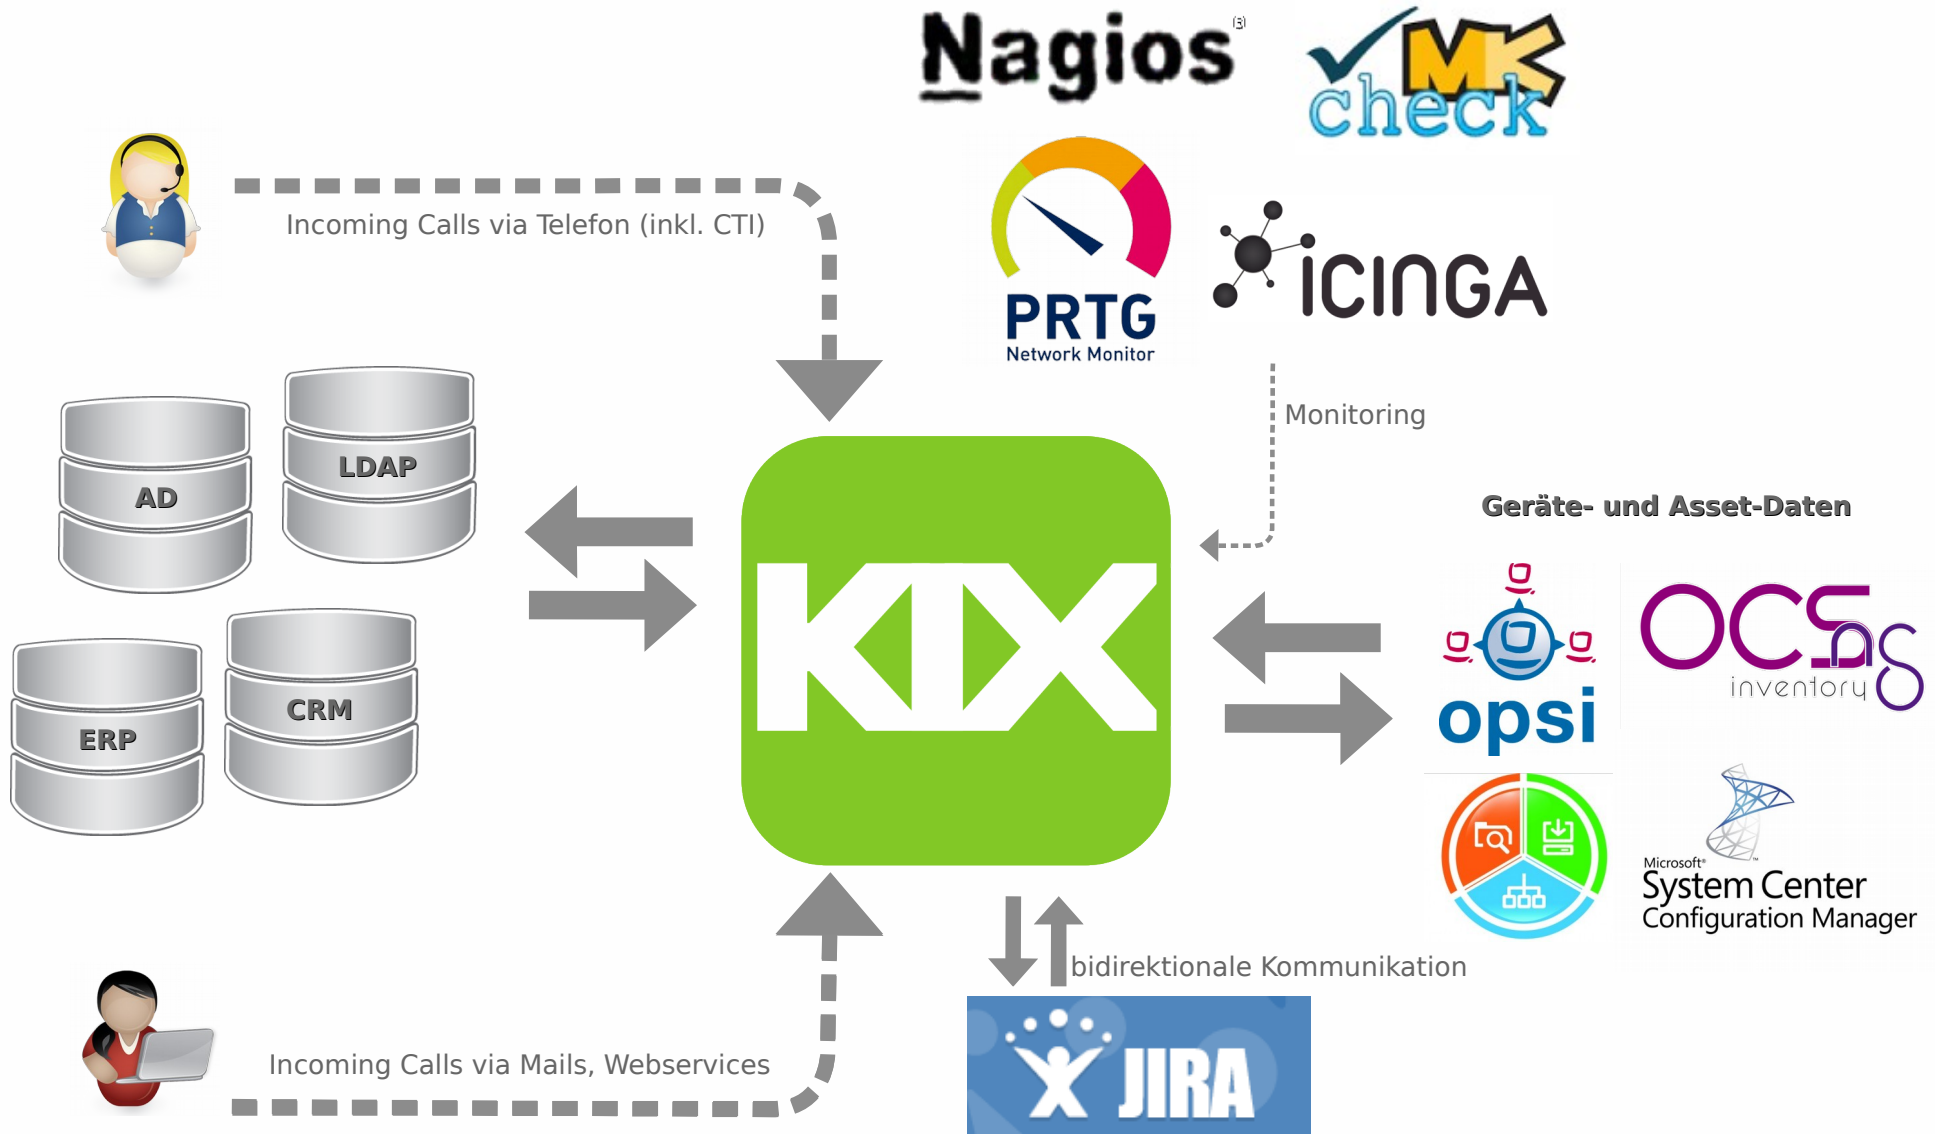 Nagios®
MK
check
Incoming Calls via Telefon (inkl. CTI)
PRTG
Network Monitor
ICINGA
Monitoring
AD
LDAP
ERP
CRM
KIX
Geräte- und Asset-Daten
opsi
OCS
ng
inventory
Microsoft®
System Center
Configuration Manager
bidirektionale Kommunikation
JIRA
Incoming Calls via Mails, Webservices